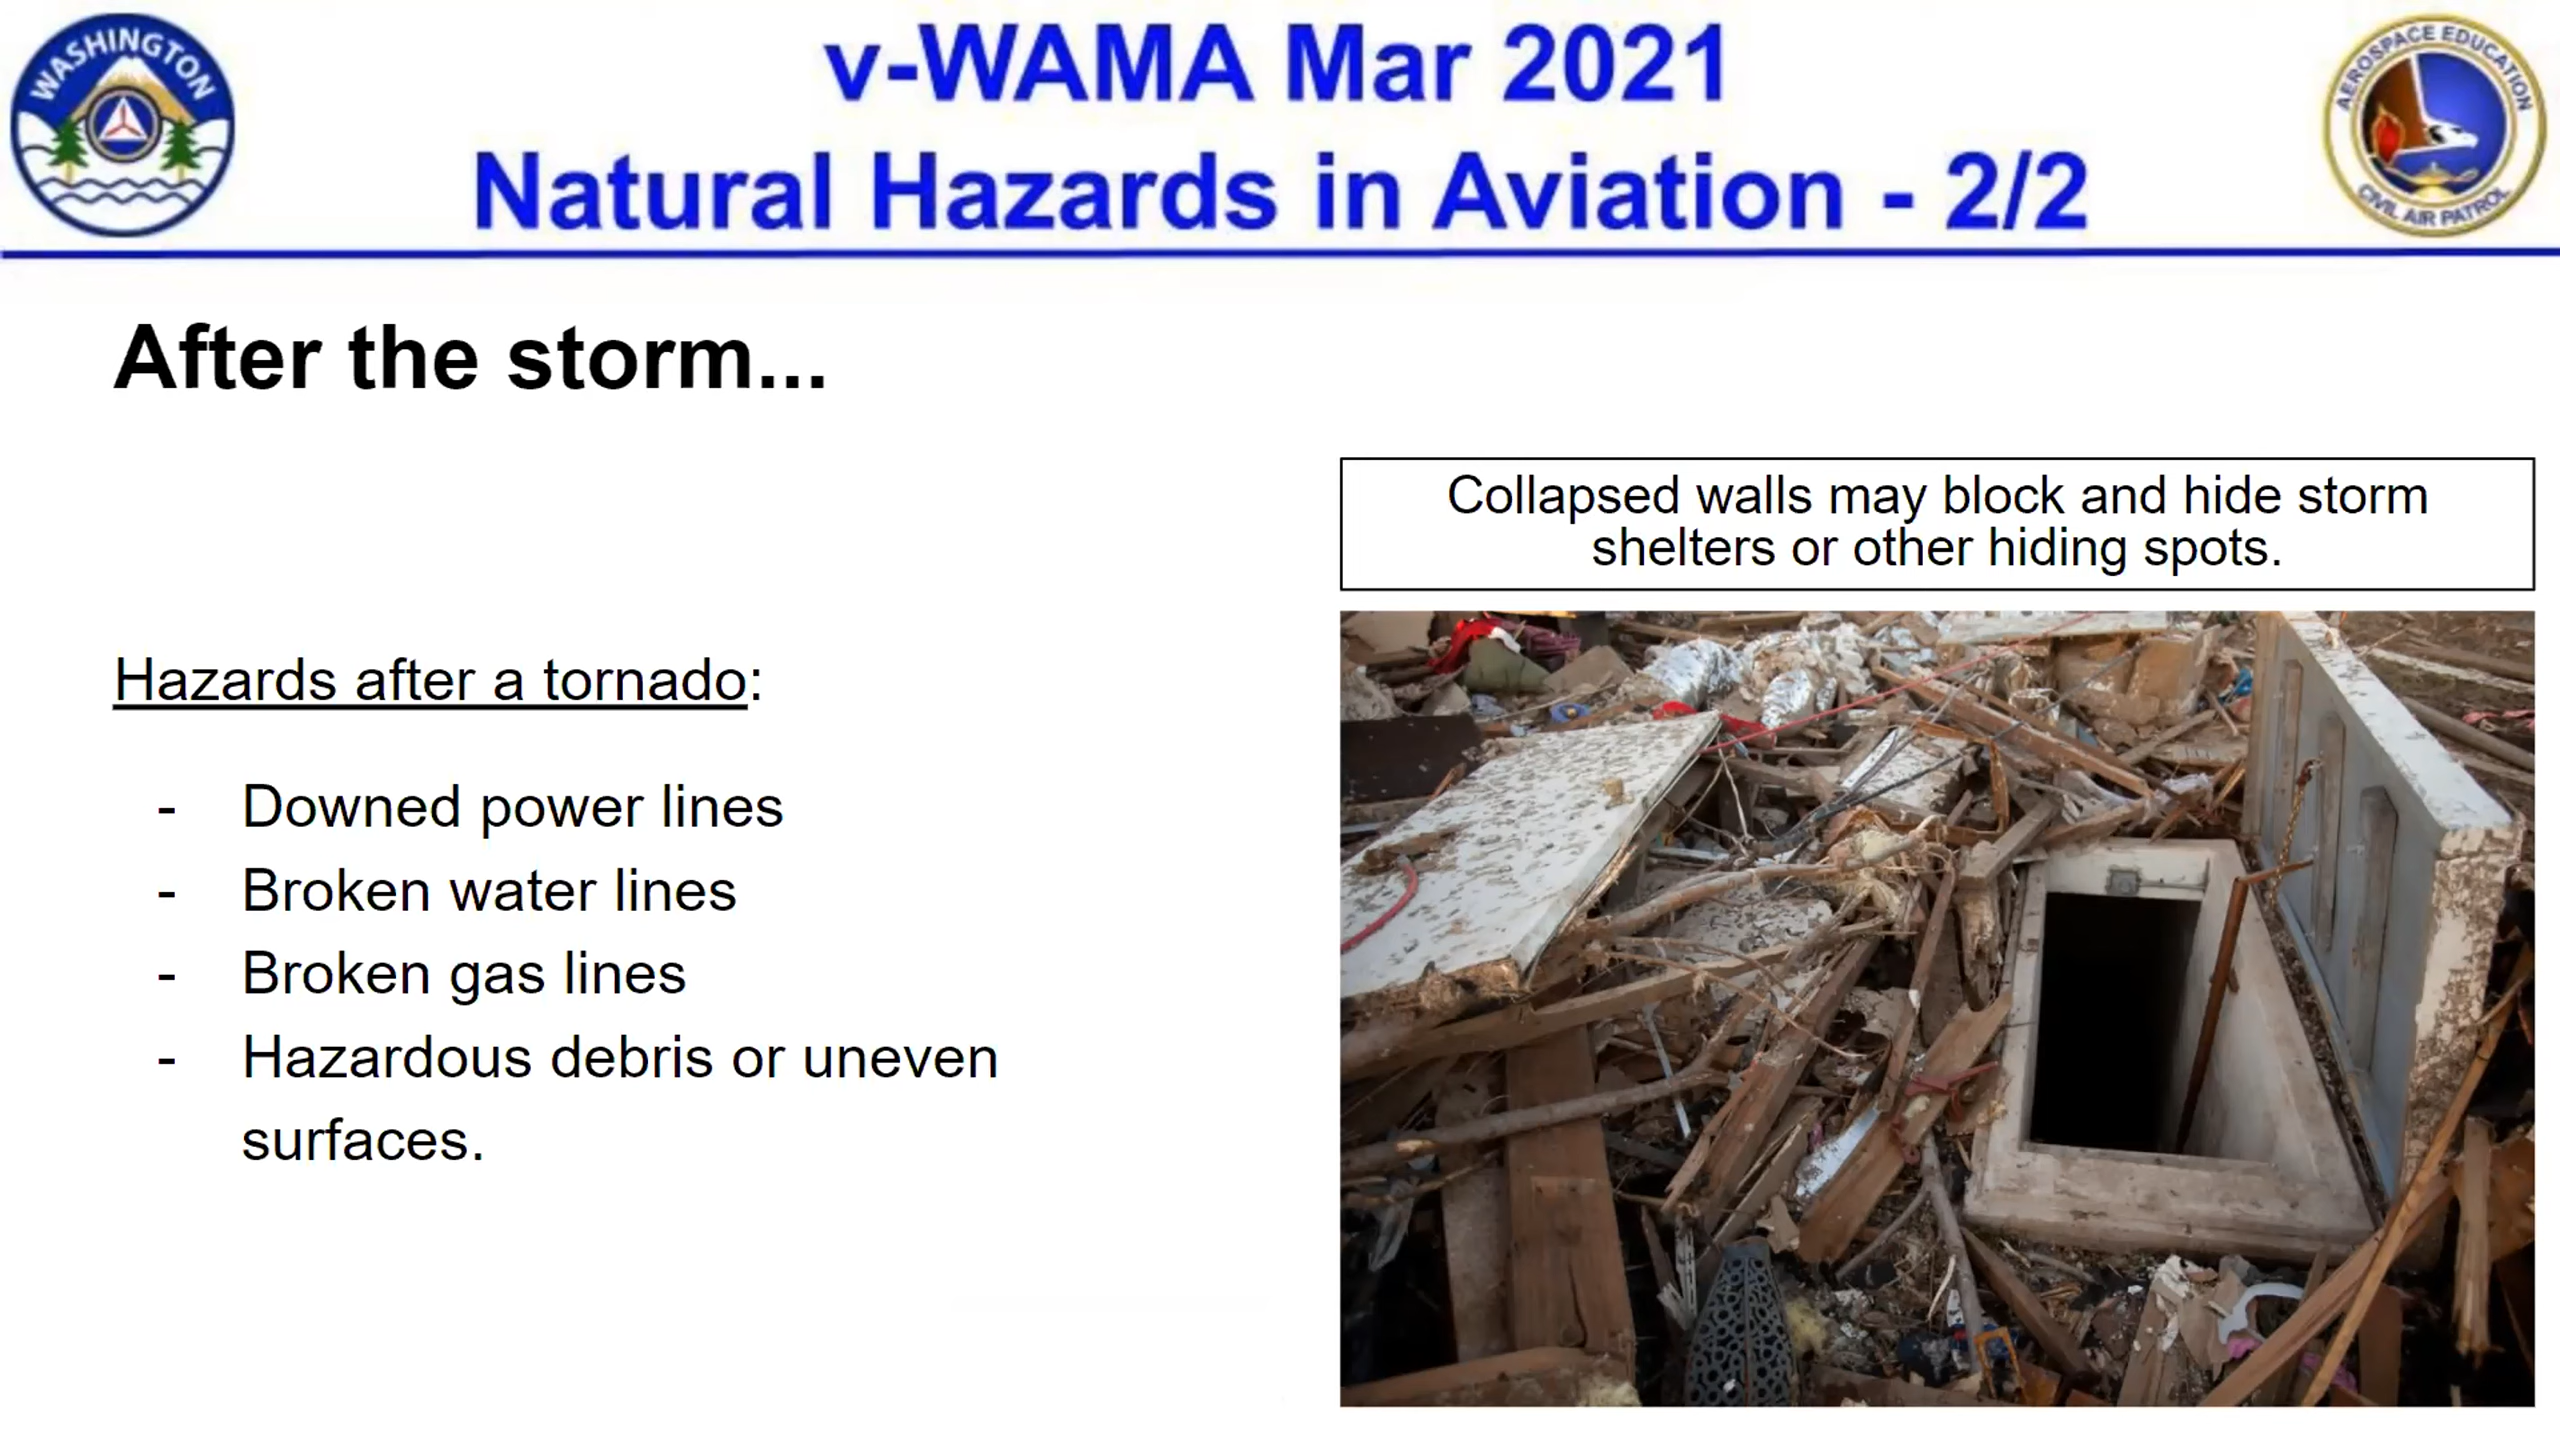 WASHINGTON
v-WAMA Mar 2021
Natural Hazards in Aviation - 2/2
AEROSPACE EDUCATION
CIVIL AIR PATROL
After the storm...
Collapsed walls may block and hide storm
shelters or other hiding spots.
Hazards after a tornado:
- Downed power lines
- Broken water lines
- Broken gas lines
- Hazardous debris or uneven
surfaces.